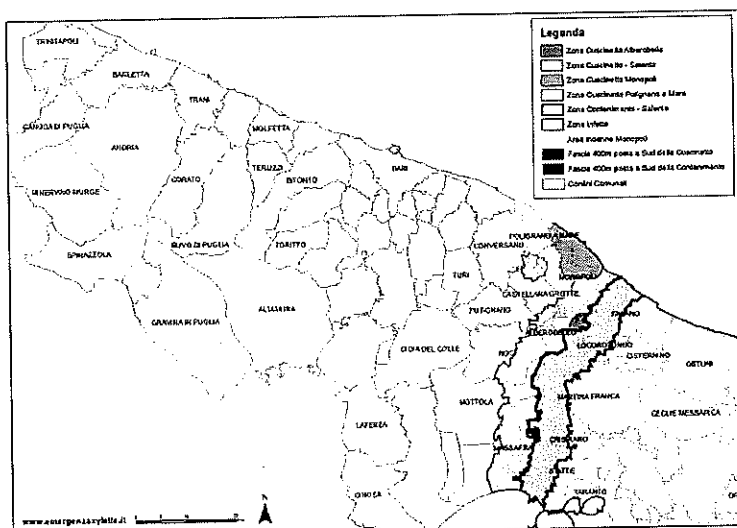 Legenda
Zona Cuscinetto Alberobello
Zona Cuscinetto - Salento
Zona Cuscinetto Monopoli
Zona Cuscinetto Polignano a Mare
Zona Contenimento - Salento
Zona Infetta
Area Indenne Monopoli
Fascia 400m posta a Sud della Cuscinetto
Fascia 400m posta a Sud della Contenimento
Confini Comunali
TRINITAPOLI
BARLETTA
TRANI
CANOSA DI PUGLIA
MOLFETTA
ANDRIA
TERLIZZI
BARI
CORATO
BITONTO
MINERVINO MURGE
POLIGNANO A MARE
RUVO DI PUGLIA
TORITTO
CONVERSANO
SPINAZZOLA
TURI
MONOPOLI
CASTELLANA GROTTE
ALTAMURA
PUTIGNANO
FASANO
GRAVINA IN PUGLIA
ALBEROBELLO
LOCOROTONDO
GIOIA DEL COLLE
NOCI
CISTERNINO
OSTUNI
MOTTOLA
MARTINA FRANCA
CEGLIE MESSAPICA
LATERZA
CRISPIANO
MASSAFRA
STATTE
GINOSA
TARANTO
N
www.emergenzaxylella.it